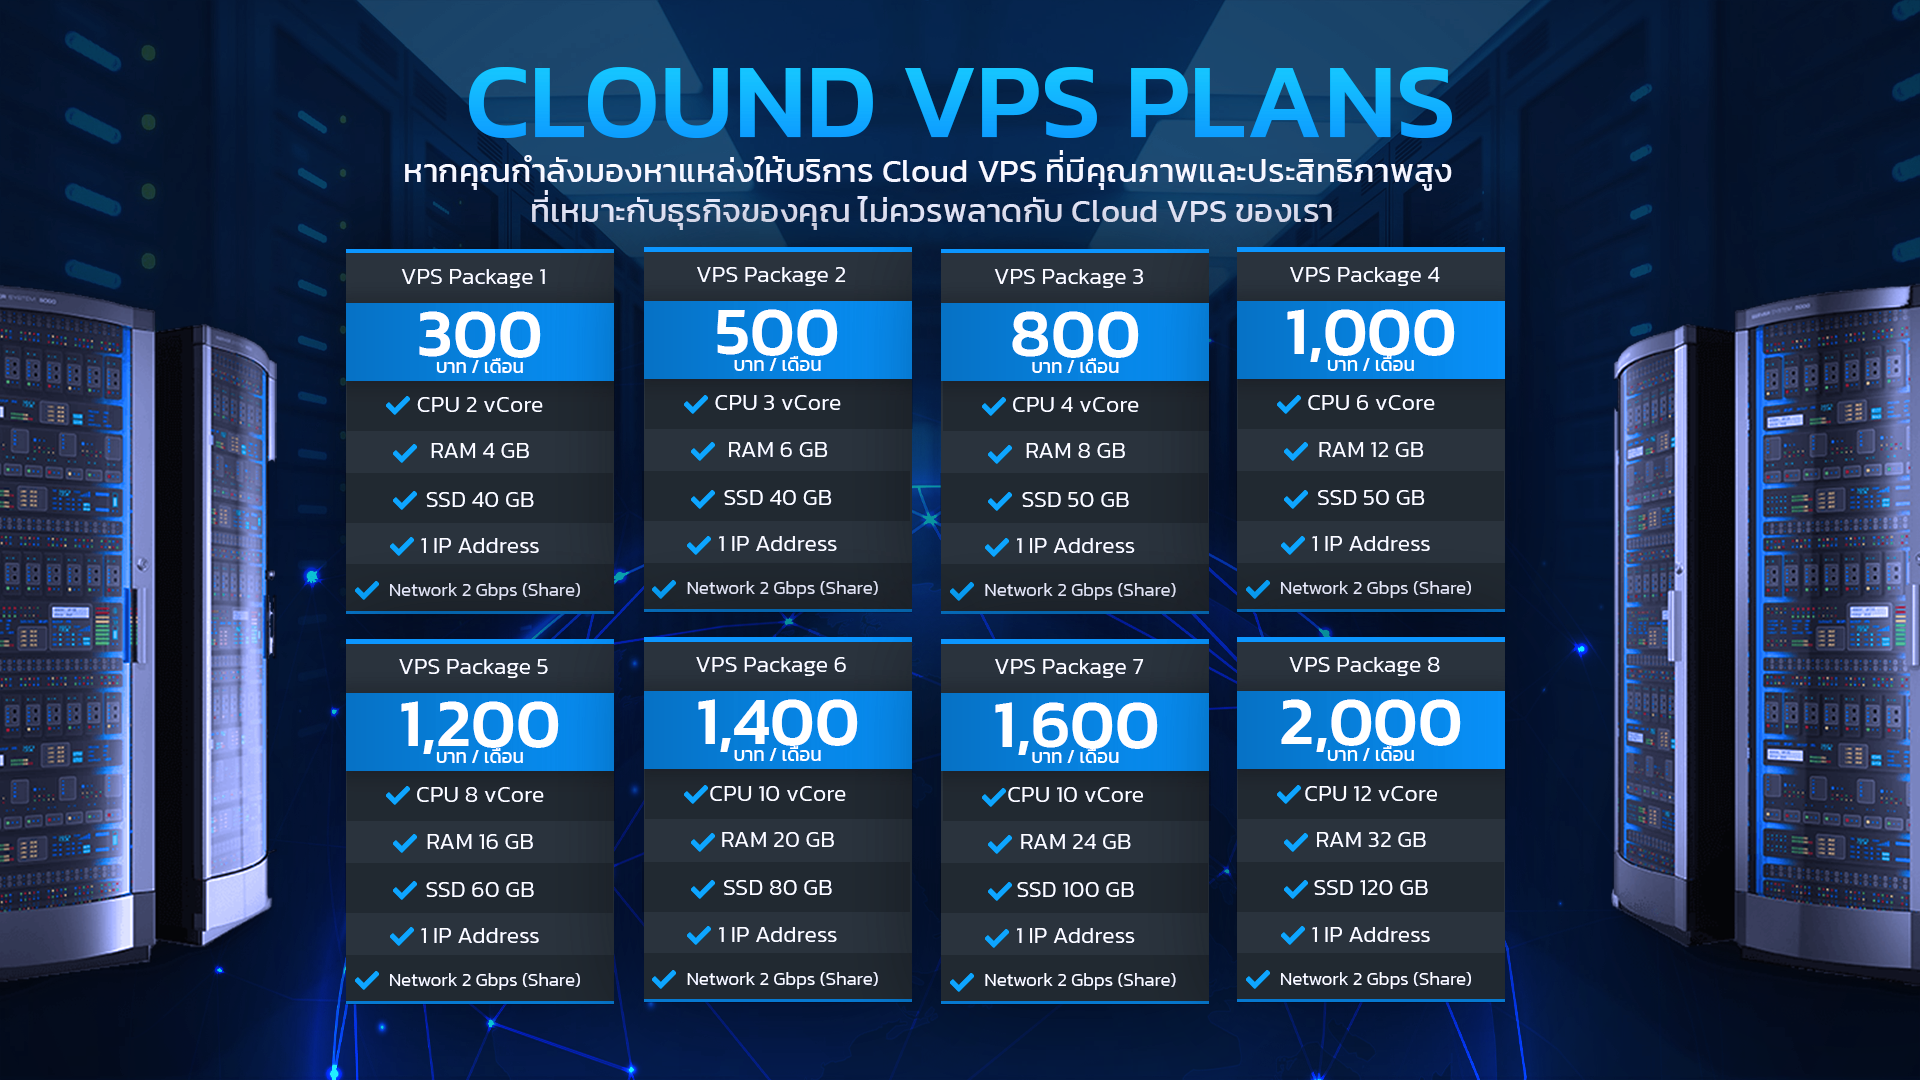 CLOUND VPS PLANS
หากคุณกำลังมองหาแหล่งให้บริการ Cloud VPS ที่มีคุณภาพและประสิทธิภาพสูง
ที่เหมาะกับธุรกิจของคุณ ไม่ควรพลาดกับ Cloud VPS ของเรา
VPS Package 1
300
บาท / เดือน
CPU 2 vCore
RAM 4 GB
SSD 40 GB
1 IP Address
Network 2 Gbps (Share)
VPS Package 2
500
บาท / เดือน
CPU 3 vCore
RAM 6 GB
SSD 40 GB
1 IP Address
Network 2 Gbps (Share)
VPS Package 3
800
บาท / เดือน
CPU 4 vCore
RAM 8 GB
SSD 50 GB
1 IP Address
Network 2 Gbps (Share)
VPS Package 4
1,000
บาท / เดือน
CPU 6 vCore
RAM 12 GB
SSD 50 GB
1 IP Address
Network 2 Gbps (Share)
VPS Package 5
1,200
บาท / เดือน
CPU 8 vCore
RAM 16 GB
SSD 60 GB
1 IP Address
Network 2 Gbps (Share)
VPS Package 6
1,400
บาท / เดือน
CPU 10 vCore
RAM 20 GB
SSD 80 GB
1 IP Address
Network 2 Gbps (Share)
VPS Package 7
1,600
บาท / เดือน
CPU 10 vCore
RAM 24 GB
SSD 100 GB
1 IP Address
Network 2 Gbps (Share)
VPS Package 8
2,000
บาท / เดือน
CPU 12 vCore
RAM 32 GB
SSD 120 GB
1 IP Address
Network 2 Gbps (Share)